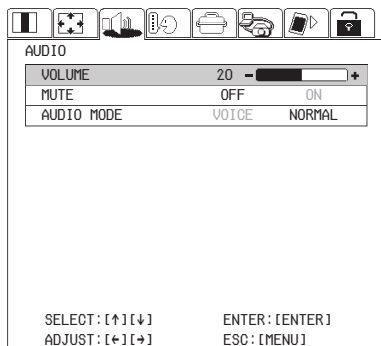 AUDIO
VOLUME 20 - +
MUTE OFF ON
AUDIO MODE VOICE NORMAL
SELECT:[↑][↓] ENTER:[ENTER]
ADJUST:[←][→] ESC:[MENU]